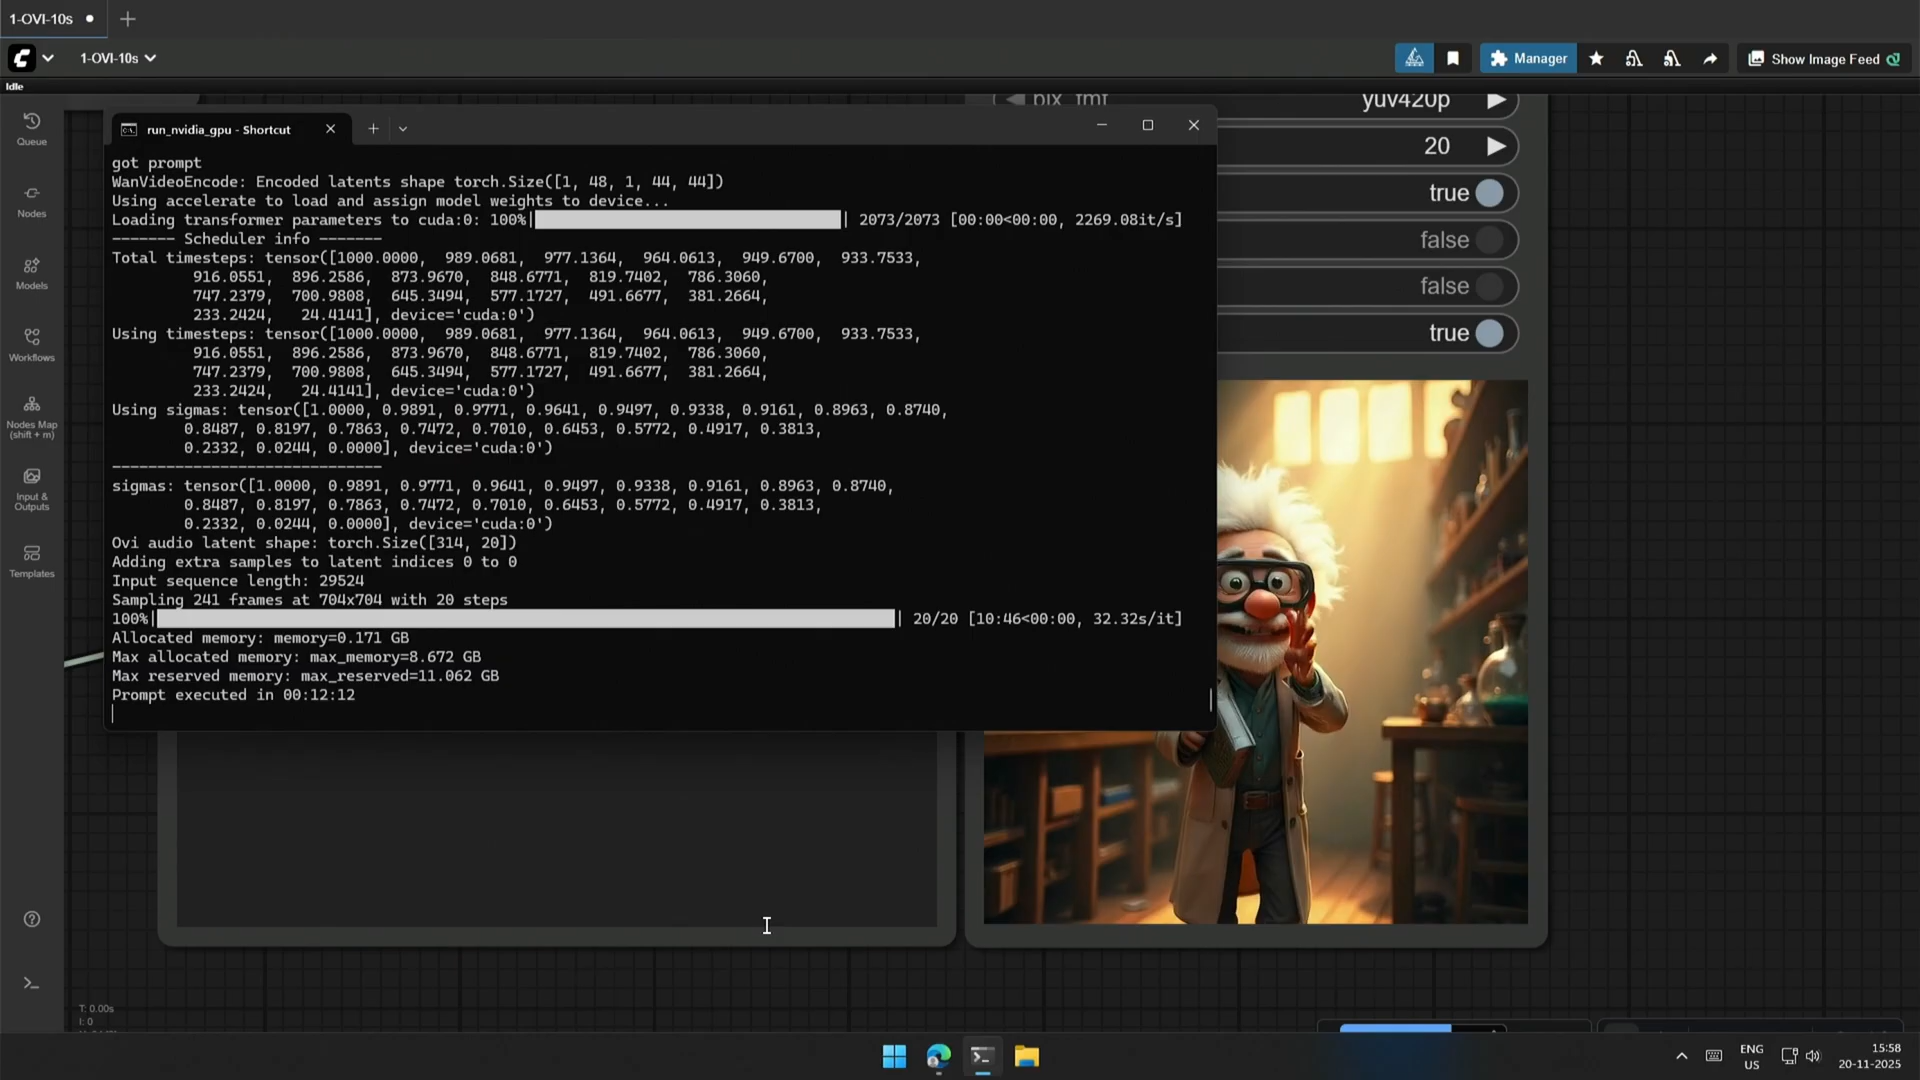 1-OVI-10s
1-OVI-10s
Manager
Show Image Feed
Idle
Queue
Nodes
Models
Workflows
Nodes Map
(shift + m)
Input &
Outputs
Templates
pix_fmt
yuv420p
20
true
false
false
true
run_nvidia_gpu - Shortcut
got prompt
WanVideoEncode: Encoded latents shape torch.Size([1, 48, 1, 44, 44])
Using accelerate to load and assign model weights to device...
Loading transformer parameters to cuda:0: 100%| | 2073/2073 [00:00<00:00, 2269.08it/s]
------- Scheduler info -------
Total timesteps: tensor([1000.0000, 989.0681, 977.1364, 964.0613, 949.6700, 933.7533,
916.0551, 896.2586, 873.9670, 848.6771, 819.7402, 786.3060,
747.2379, 700.9808, 645.3494, 577.1727, 491.6677, 381.2664,
233.2424, 24.4141], device='cuda:0')
Using timesteps: tensor([1000.0000, 989.0681, 977.1364, 964.0613, 949.6700, 933.7533,
916.0551, 896.2586, 873.9670, 848.6771, 819.7402, 786.3060,
747.2379, 700.9808, 645.3494, 577.1727, 491.6677, 381.2664,
233.2424, 24.4141], device='cuda:0')
Using sigmas: tensor([1.0000, 0.9891, 0.9771, 0.9641, 0.9497, 0.9338, 0.9161, 0.8963, 0.8740,
0.8487, 0.8197, 0.7863, 0.7472, 0.7010, 0.6453, 0.5772, 0.4917, 0.3813,
0.2332, 0.0244, 0.0000], device='cuda:0')
------------------------------
sigmas: tensor([1.0000, 0.9891, 0.9771, 0.9641, 0.9497, 0.9338, 0.9161, 0.8963, 0.8740,
0.8487, 0.8197, 0.7863, 0.7472, 0.7010, 0.6453, 0.5772, 0.4917, 0.3813,
0.2332, 0.0244, 0.0000], device='cuda:0')
Ovi audio latent shape: torch.Size([314, 20])
Adding extra samples to latent indices 0 to 0
Input sequence length: 29524
Sampling 241 frames at 704x704 with 20 steps
100%| | 20/20 [10:46<00:00, 32.32s/it]
Allocated memory: memory=0.171 GB
Max allocated memory: max_memory=8.672 GB
Max reserved memory: max_reserved=11.062 GB
Prompt executed in 00:12:12
T: 0.00s
I: 0
ENG
US
15:58
20-11-2025